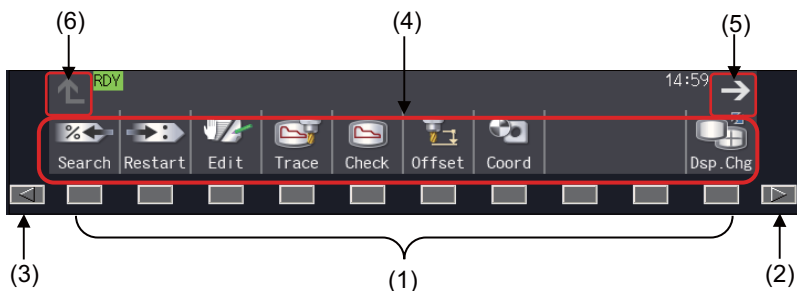 (6) (4) (5)
RDY 14:59
Search Restart Edit Trace Check Offset Coord Dsp.Chg
(3) (1) (2)